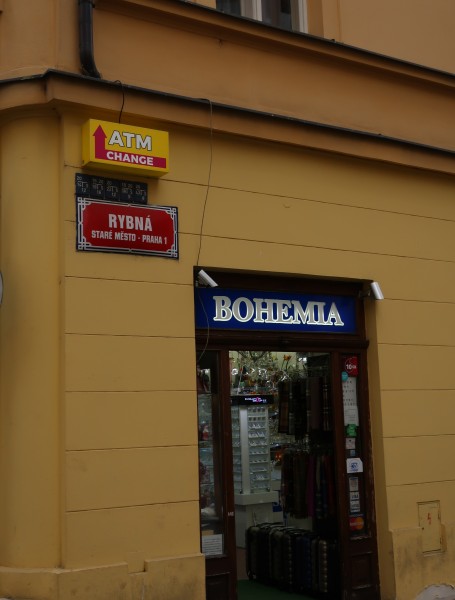 ATM
CHANGE
RYBNÁ
STARÉ MĚSTO - PRAHA 1
BOHEMIA